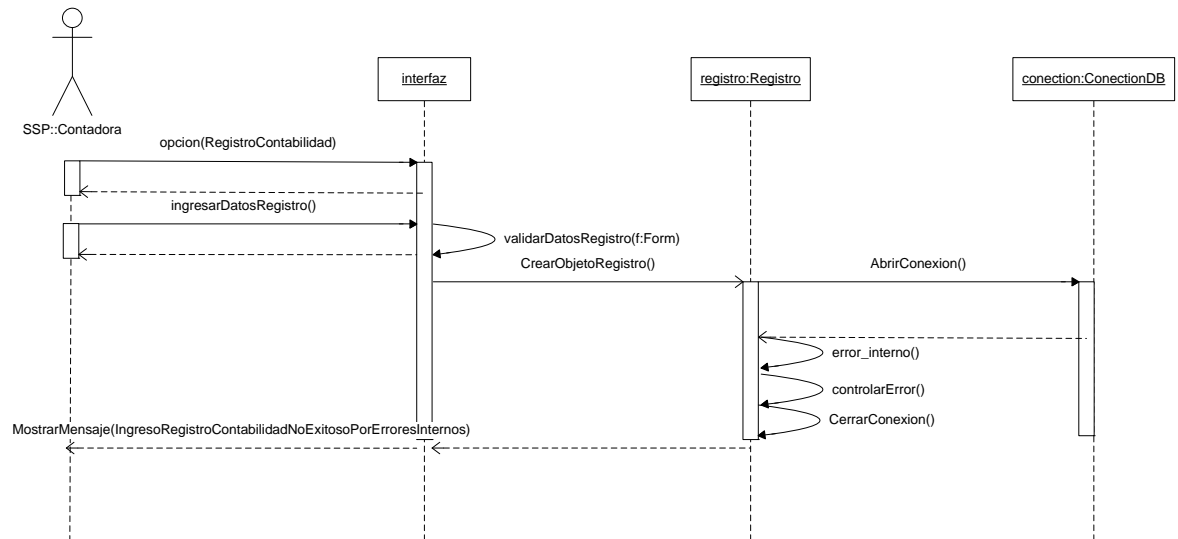 interfaz
registro:Registro
conection:ConectionDB
SSP::Contadora
opcion(RegistroContabilidad)
ingresarDatosRegistro()
validarDatosRegistro(f:Form)
CrearObjetoRegistro()
AbrirConexion()
error_interno()
controlarError()
CerrarConexion()
MostrarMensaje(IngresoRegistroContabilidadNoExitosoPorErroresInternos)